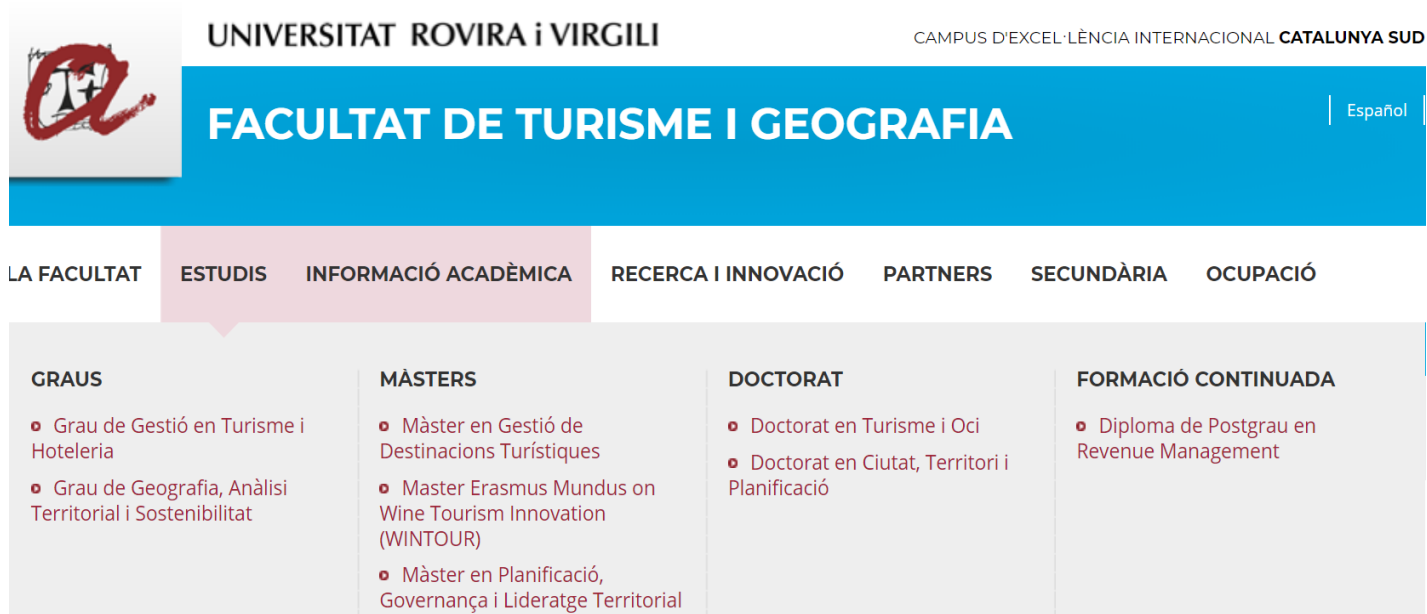 UNIVERSITAT ROVIRA i VIRGILI
CAMPUS D'EXCEL·LÈNCIA INTERNACIONAL CATALUNYA SUD
FACULTAT DE TURISME I GEOGRAFIA
Español
LA FACULTAT
ESTUDIS
INFORMACIÓ ACADÈMICA
RECERCA I INNOVACIÓ
PARTNERS
SECUNDÀRIA
OCUPACIÓ
GRAUS
Grau de Gestió en Turisme i
Hoteleria
Grau de Geografia, Anàlisi
Territorial i Sostenibilitat
MÀSTERS
Màster en Gestió de
Destinacions Turístiques
Master Erasmus Mundus on
Wine Tourism Innovation
(WINTOUR)
Màster en Planificació,
Governança i Lideratge Territorial
DOCTORAT
Doctorat en Turisme i Oci
Doctorat en Ciutat, Territori i
Planificació
FORMACIÓ CONTINUADA
Diploma de Postgrau en
Revenue Management